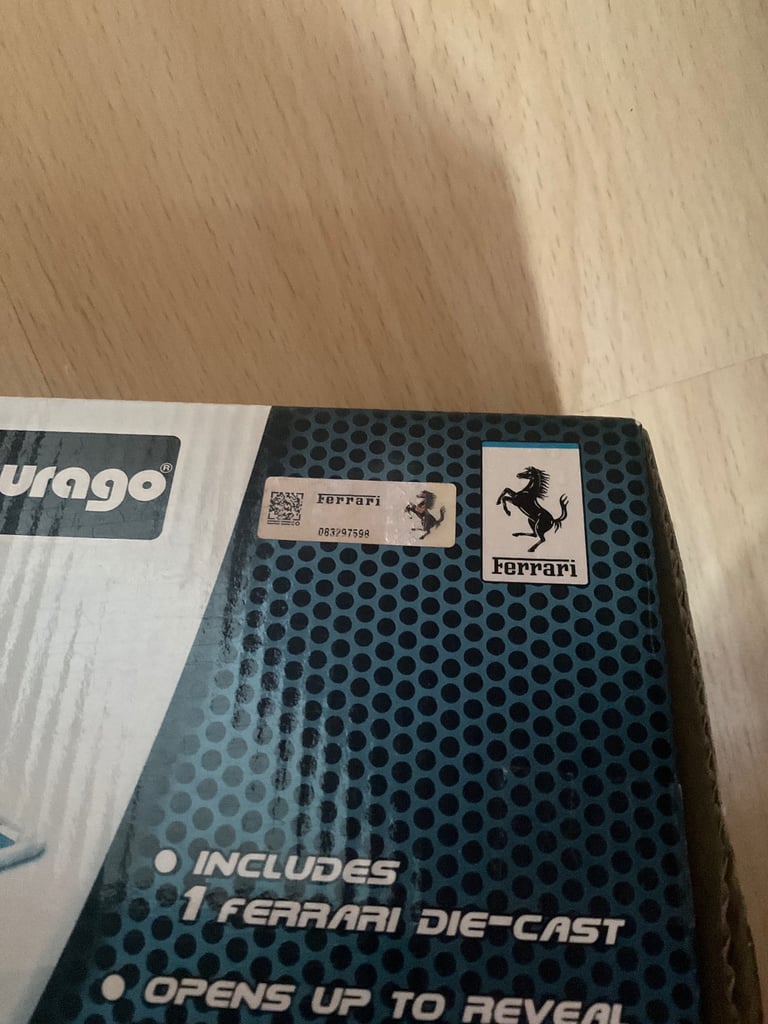 urago®
Ferrari
083297598
Ferrari
INCLUDES
1 FERRARI DIE-CAST
OPENS UP TO REVEAL